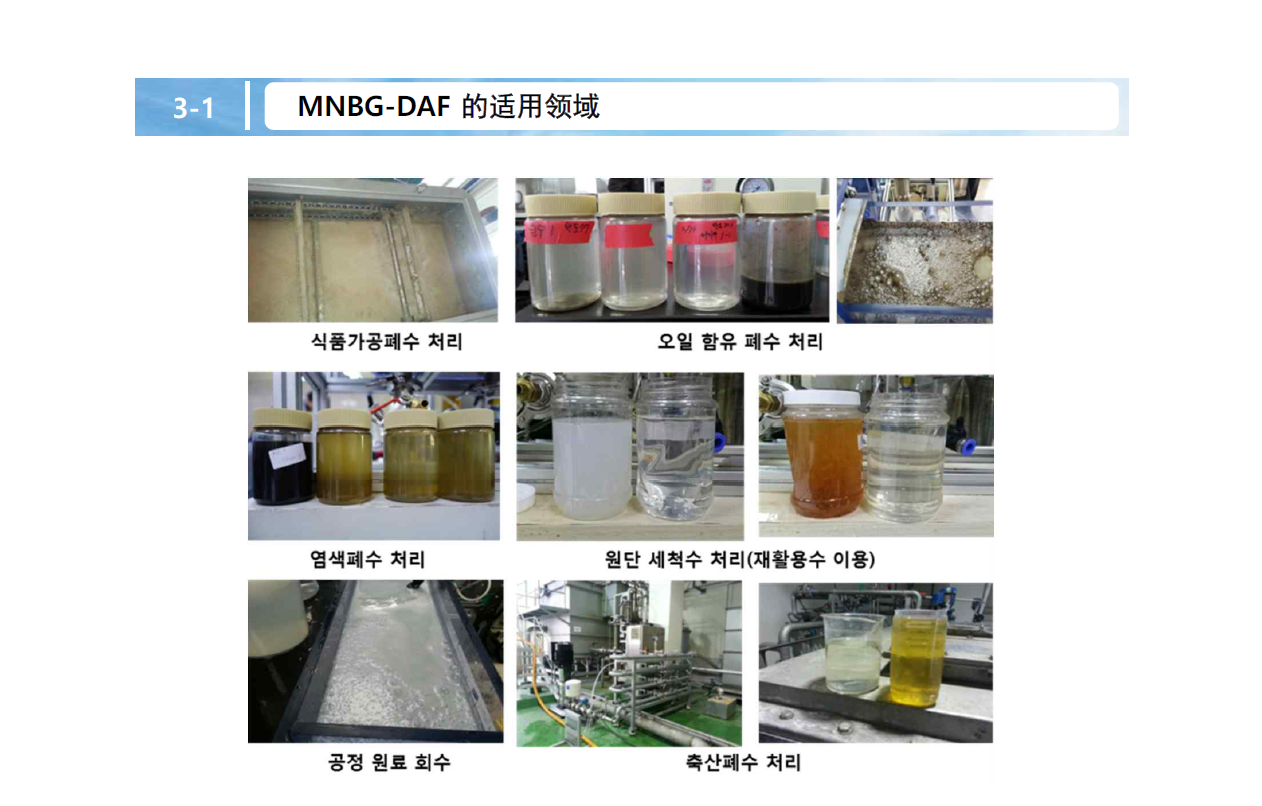 3-1
MNBG-DAF 的适用领域
식품가공폐수 처리
오일 함유 폐수 처리
염색폐수 처리
원단 세척수 처리(재활용수 이용)
공정 원료 회수
축산폐수 처리